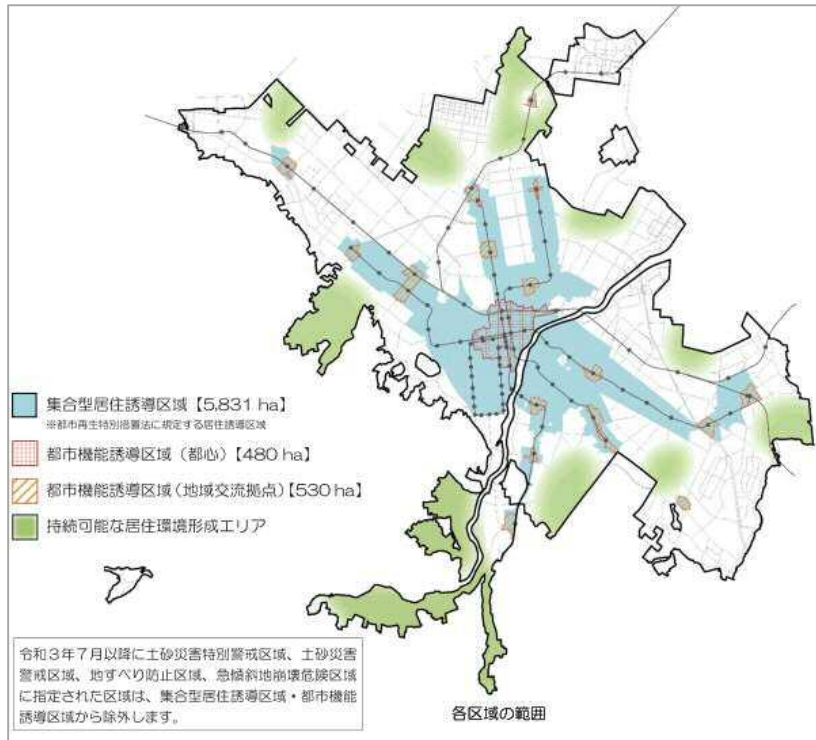 集合型居住誘導区域【5,831 ha】
※都市再生特別措置法に規定する居住誘導区域
都市機能誘導区域（都心）【480 ha】
都市機能誘導区域（地域交流拠点）【530 ha】
持続可能な居住環境形成エリア
令和3年7月以降に土砂災害特別警戒区域、土砂災害
警戒区域、地すべり防止区域、急傾斜地崩壊危険区域
に指定された区域は、集合型居住誘導区域・都市機能
誘導区域から除外します。
各区域の範囲